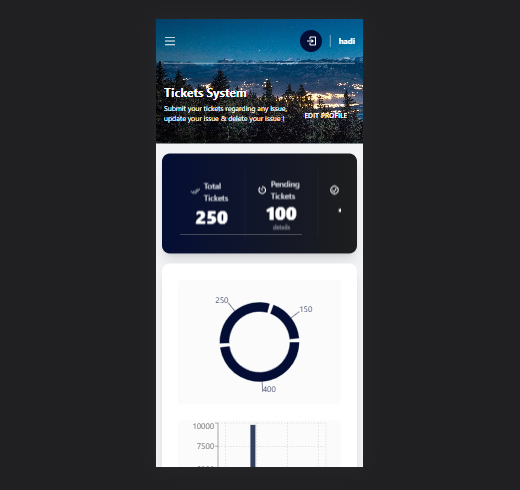 hadi
Tickets System
Submit your tickets regarding any issue,
update your issue & delete your issue !
EDIT PROFILE
Total
Tickets
250
Pending
Tickets
100
details
250
150
400
10000
7500